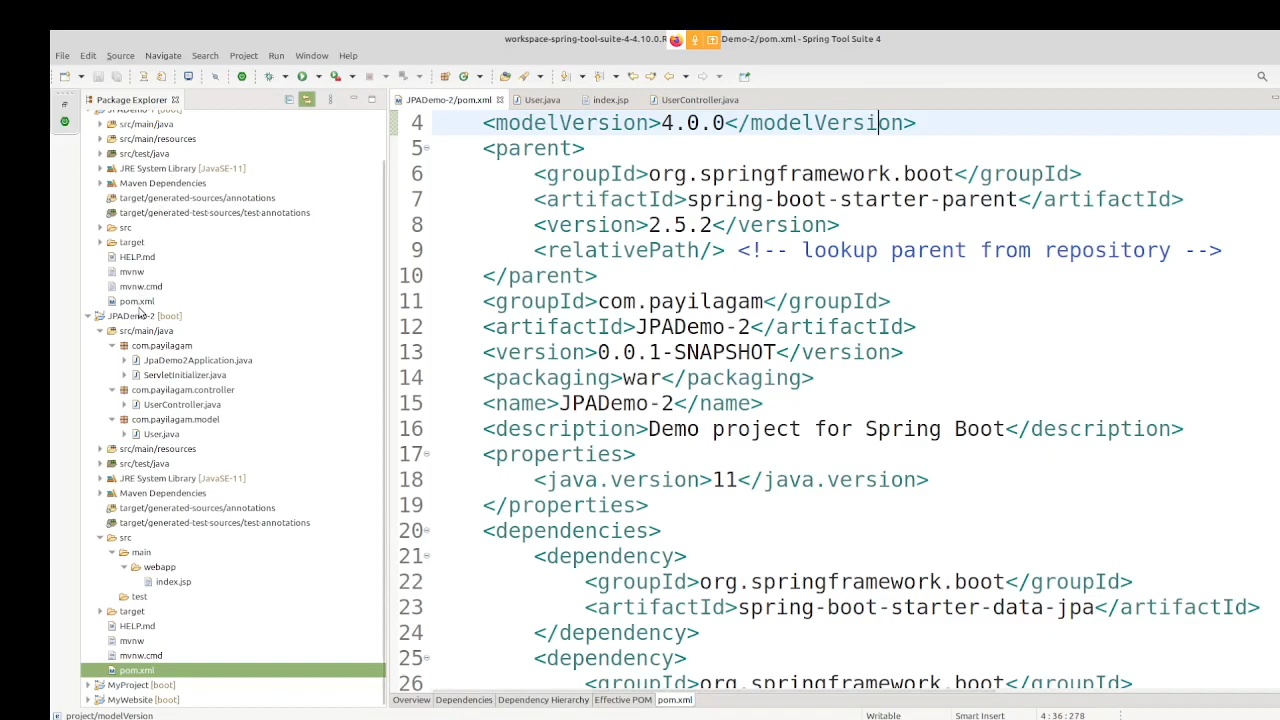 workspace-spring-tool-suite-4-4.10.0.R Demo-2/pom.xml - Spring Tool Suite 4
File Edit Source Navigate Search Project Run Window Help
Package Explorer
JPADemo-2/pom.xml User.java index.jsp UserController.java
JPADemo-1 [boot]
src/main/java
src/main/resources
src/test/java
JRE System Library [JavaSE-11]
Maven Dependencies
target/generated-sources/annotations
target/generated-test-sources/test-annotations
src
target
HELP.md
mvnw
mvnw.cmd
pom.xml
JPADemo-2 [boot]
src/main/java
com.payilagam
JpaDemo2Application.java
ServletInitializer.java
com.payilagam.controller
UserController.java
com.payilagam.model
User.java
src/main/resources
src/test/java
JRE System Library [JavaSE-11]
Maven Dependencies
target/generated-sources/annotations
target/generated-test-sources/test-annotations
src
main
webapp
index.jsp
test
target
HELP.md
mvnw
mvnw.cmd
pom.xml
MyProject [boot]
MyWebsite [boot]
4 <modelVersion>4.0.0</modelVersion>
5 <parent>
6 <groupId>org.springframework.boot</groupId>
7 <artifactId>spring-boot-starter-parent</artifactId>
8 <version>2.5.2</version>
9 <relativePath/> <!-- lookup parent from repository -->
10 </parent>
11 <groupId>com.payilagam</groupId>
12 <artifactId>JPADemo-2</artifactId>
13 <version>0.0.1-SNAPSHOT</version>
14 <packaging>war</packaging>
15 <name>JPADemo-2</name>
16 <description>Demo project for Spring Boot</description>
17 <properties>
18 <java.version>11</java.version>
19 </properties>
20 <dependencies>
21 <dependency>
22 <groupId>org.springframework.boot</groupId>
23 <artifactId>spring-boot-starter-data-jpa</artifactId>
24 </dependency>
25 <dependency>
26 <groupId>org.springframework.boot</groupId>
Overview Dependencies Dependency Hierarchy Effective POM pom.xml
project/modelVersion Writable Smart Insert 4 : 36 : 278